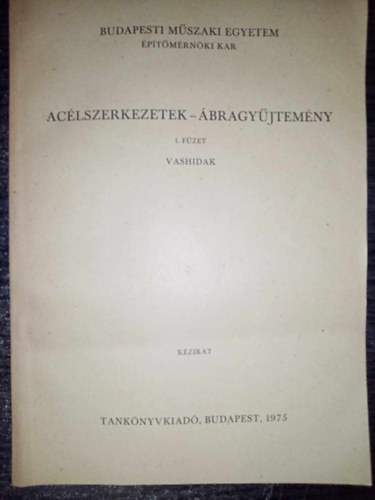 BUDAPESTI MŰSZAKI EGYETEM
ÉPÍTŐMÉRNÖKI KAR
ACÉLSZERKEZETEK – ÁBRAGYŰJTEMÉNY
I. FÜZET
VASHIDAK
KÉZIRAT
TANKÖNYVKIADÓ, BUDAPEST, 1975